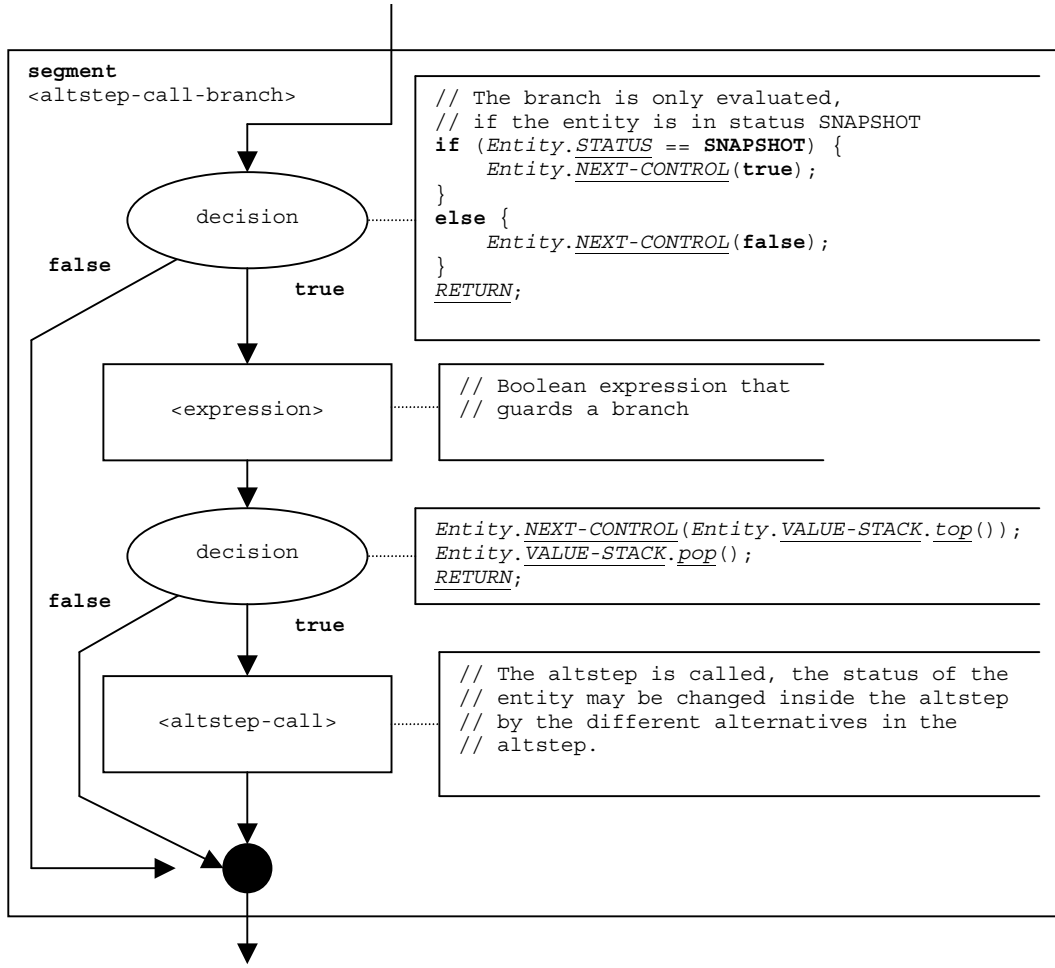 segment
<altstep-call-branch>
// The branch is only evaluated,
// if the entity is in status SNAPSHOT
if (Entity.STATUS == SNAPSHOT) {
Entity.NEXT-CONTROL(true);
}
else {
Entity.NEXT-CONTROL(false);
}
RETURN;
decision
false
true
<expression>
// Boolean expression that
// guards a branch
decision
Entity.NEXT-CONTROL(Entity.VALUE-STACK.top());
Entity.VALUE-STACK.pop();
RETURN;
false
true
<altstep-call>
// The altstep is called, the status of the
// entity may be changed inside the altstep
// by the different alternatives in the
// altstep.